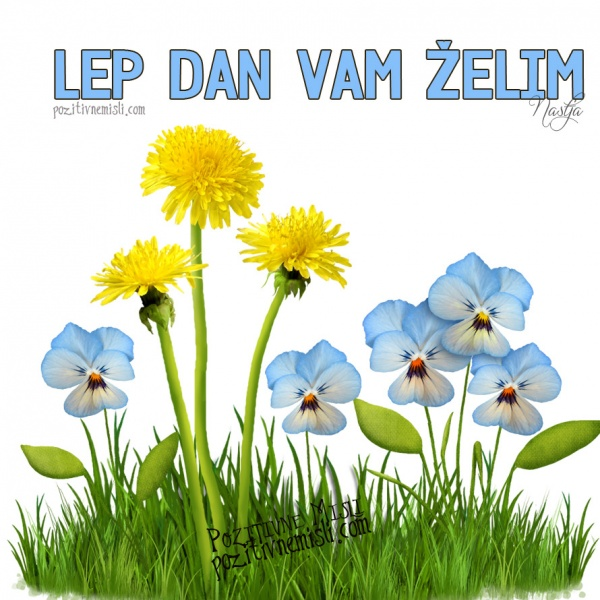 LEP DAN VAM ŽELIM
pozitivnemisli.com
Nastja
Pozitivne Misli
pozitivnemisli.com